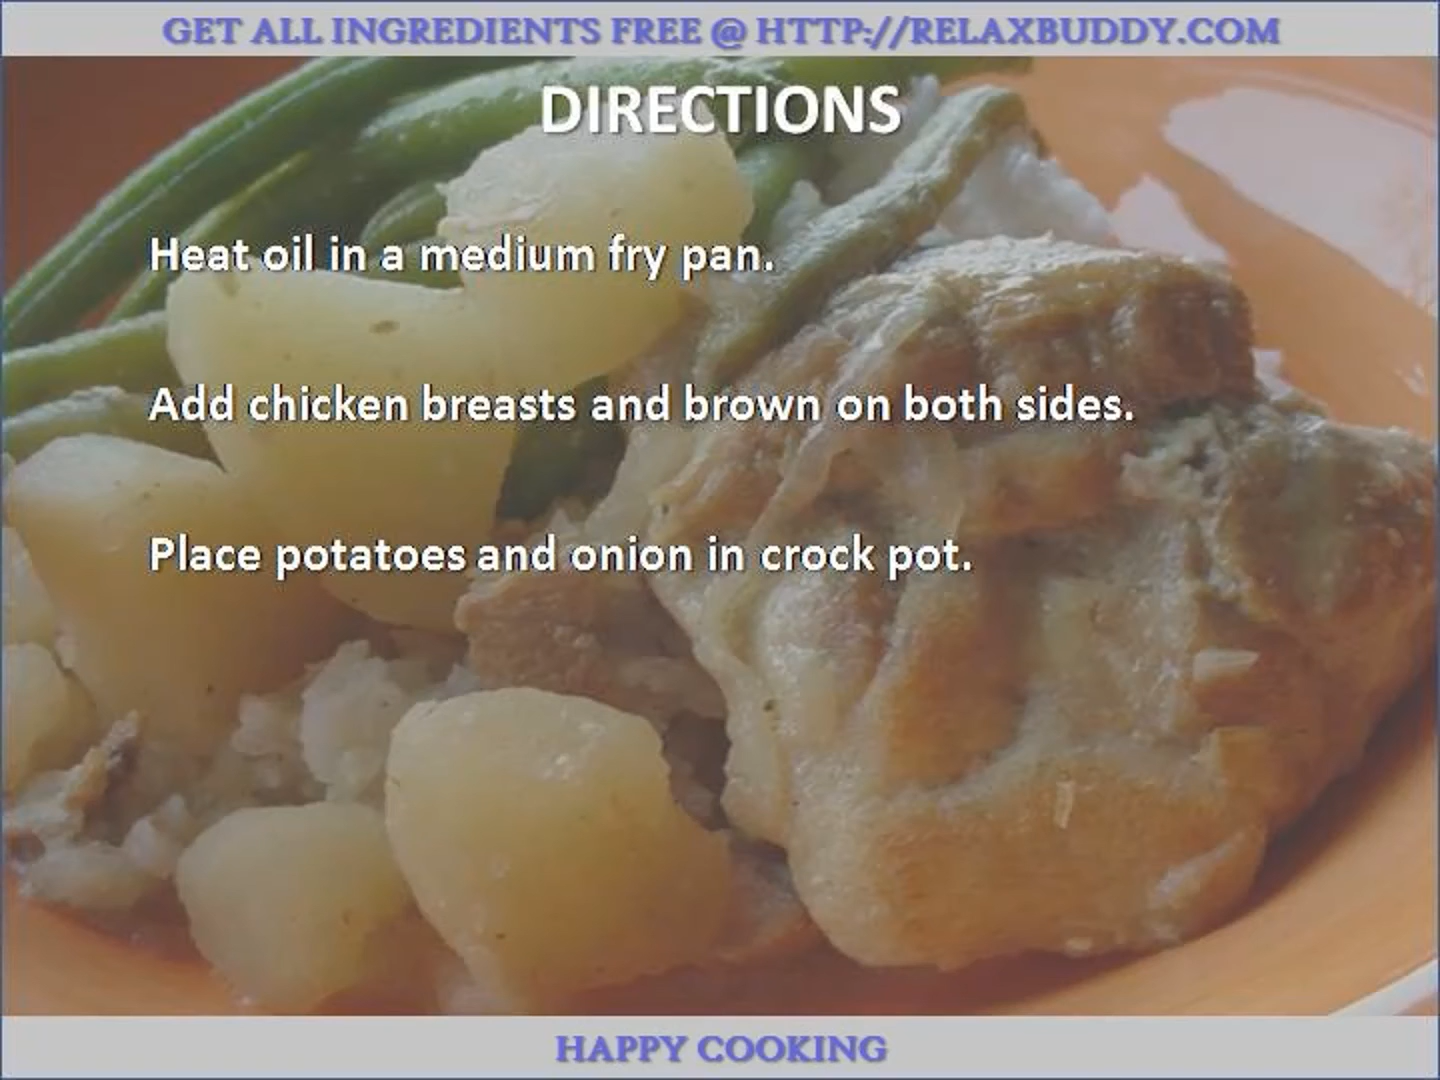 GET ALL INGREDIENTS FREE @ HTTP://RELAXBUDDY.COM
DIRECTIONS
Heat oil in a medium fry pan.
Add chicken breasts and brown on both sides.
Place potatoes and onion in crock pot.
HAPPY COOKING